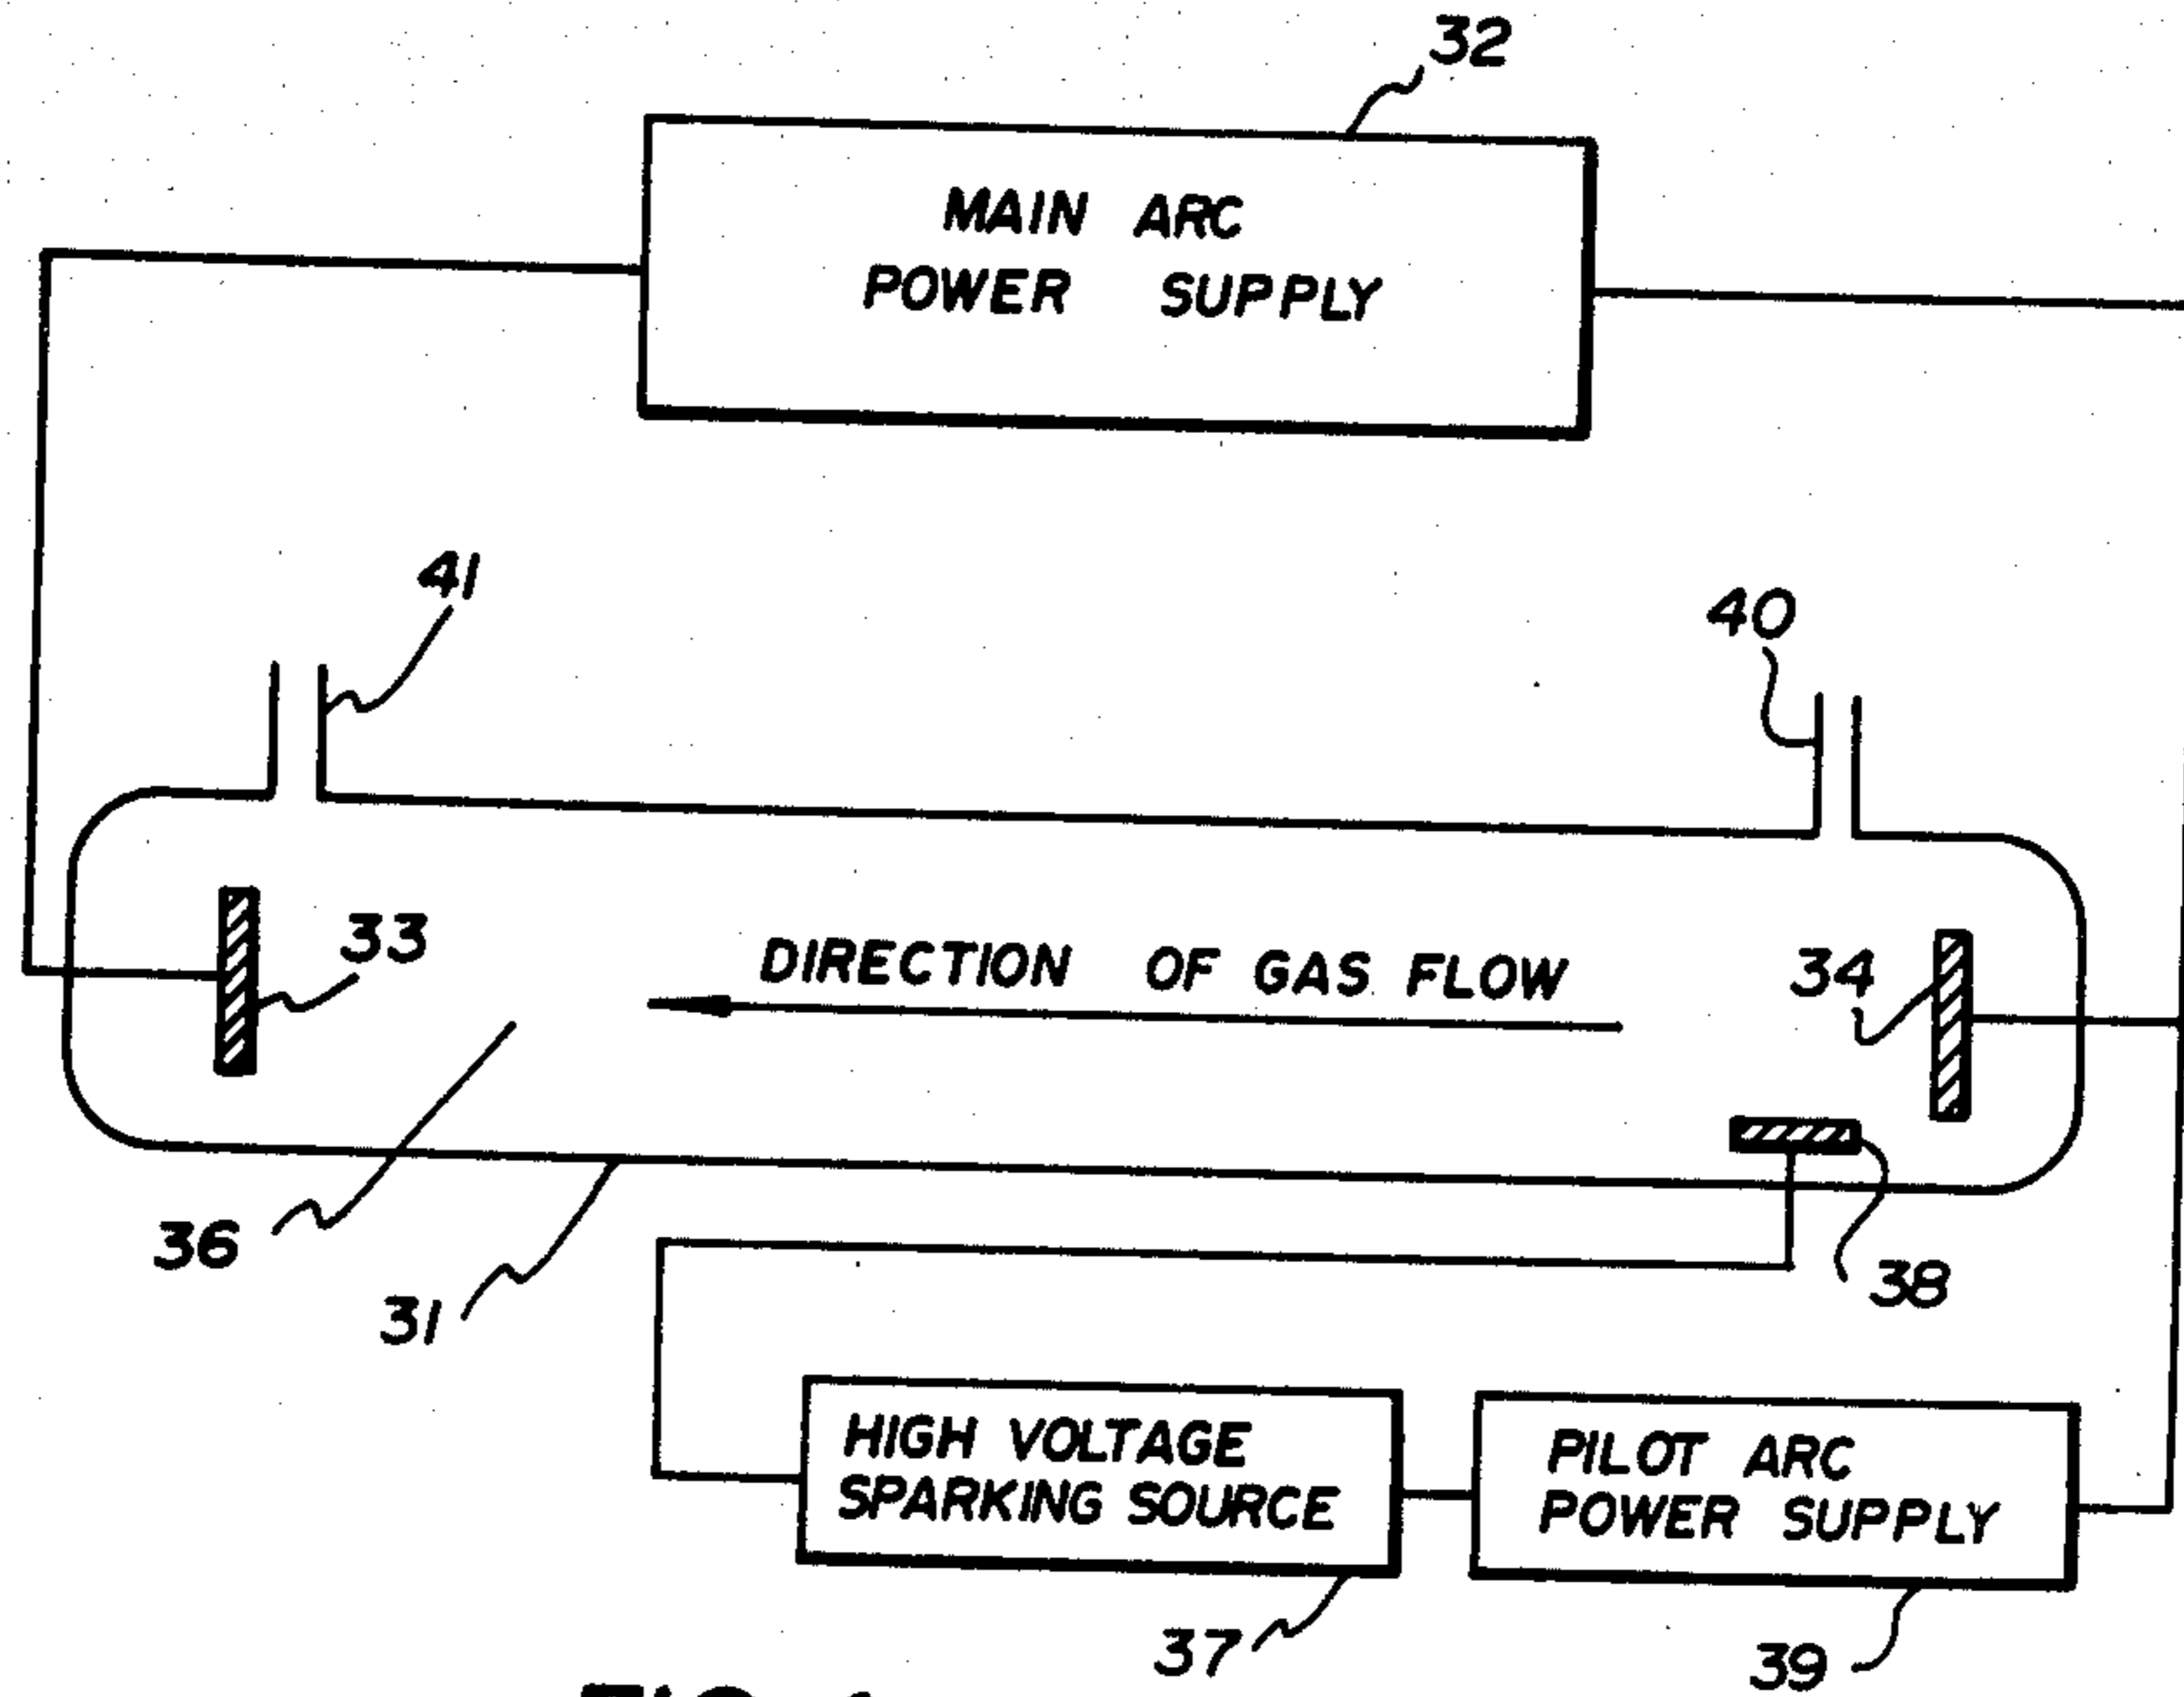 32
MAIN ARC
POWER SUPPLY
41
40
33
DIRECTION OF GAS FLOW
34
36
31
38
HIGH VOLTAGE
SPARKING SOURCE
PILOT ARC
POWER SUPPLY
37
39